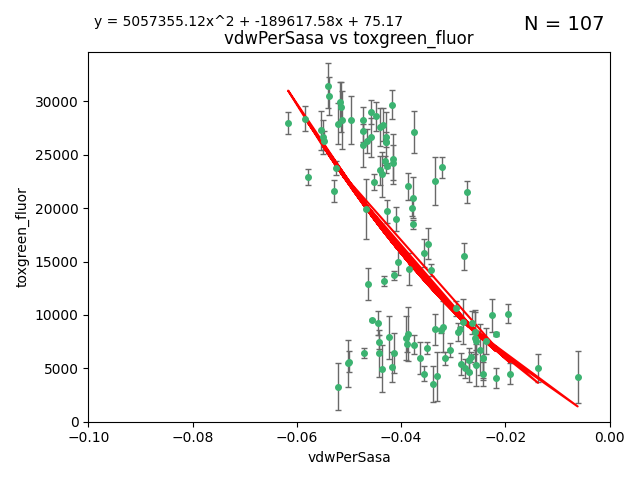 y = 5057355.12x^2 + -189617.58x + 75.17
N = 107
vdwPerSasa vs toxgreen_fluor
30000
25000
20000
15000
10000
5000
0
toxgreen_fluor
−0.10
−0.08
−0.06
−0.04
−0.02
0.00
vdwPerSasa